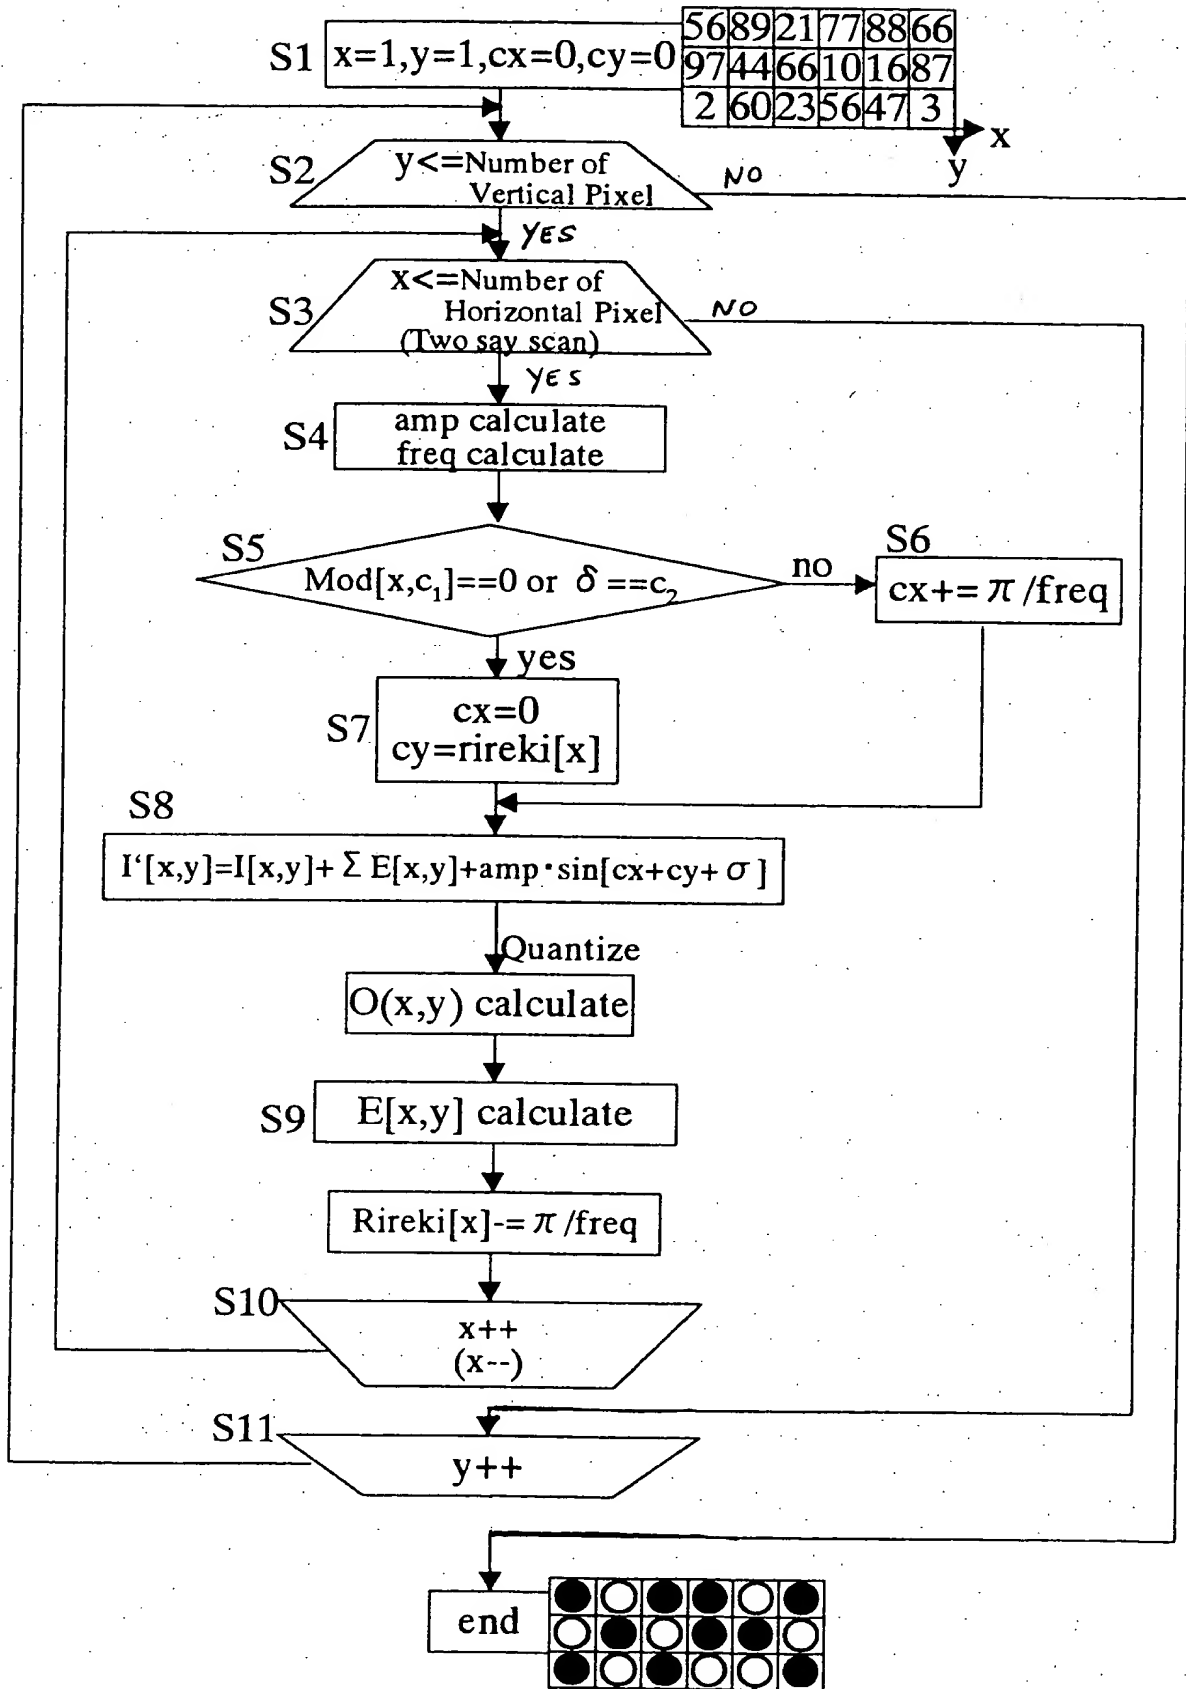 S1
x=1,y=1,cx=0,cy=0
56 89 21 77 88 66
97 44 66 10 16 87
2 60 23 56 47 3
x
y
S2
y<=Number of
Vertical Pixel
NO
YES
S3
x<=Number of
Horizontal Pixel
(Two say scan)
NO
YES
S4
amp calculate
freq calculate
S5
Mod[x,c₁]==0 or δ==c₂
no
S6
cx+=π/freq
yes
S7
cx=0
cy=rireki[x]
S8
I‘[x,y]=I[x,y]+ΣE[x,y]+amp·sin[cx+cy+σ]
Quantize
O(x,y) calculate
S9
E[x,y] calculate
Rireki[x]-=π/freq
S10
x++
(x--)
S11
y++
end